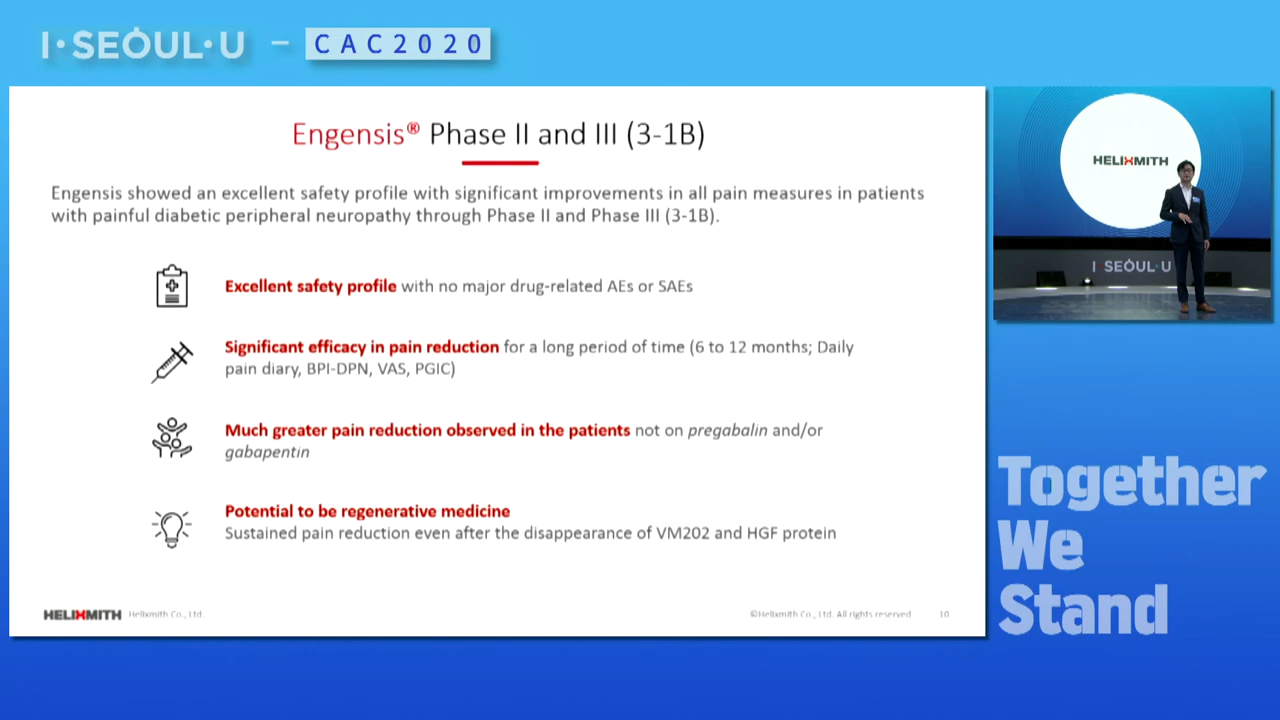 I·SEOUL·U – CAC2020
Engensis® Phase II and III (3-1B)
Engensis showed an excellent safety profile with significant improvements in all pain measures in patients
with painful diabetic peripheral neuropathy through Phase II and Phase III (3-1B).
Excellent safety profile with no major drug-related AEs or SAEs
Significant efficacy in pain reduction for a long period of time (6 to 12 months; Daily
pain diary, BPI-DPN, VAS, PGIC)
Much greater pain reduction observed in the patients not on pregabalin and/or
gabapentin
Potential to be regenerative medicine
Sustained pain reduction even after the disappearance of VM202 and HGF protein
HELIXMITH Helixmith Co., Ltd
©Helixmith Co., Ltd. All rights reserved 10
HELIXMITH
I SEOUL U
Together
We
Stand